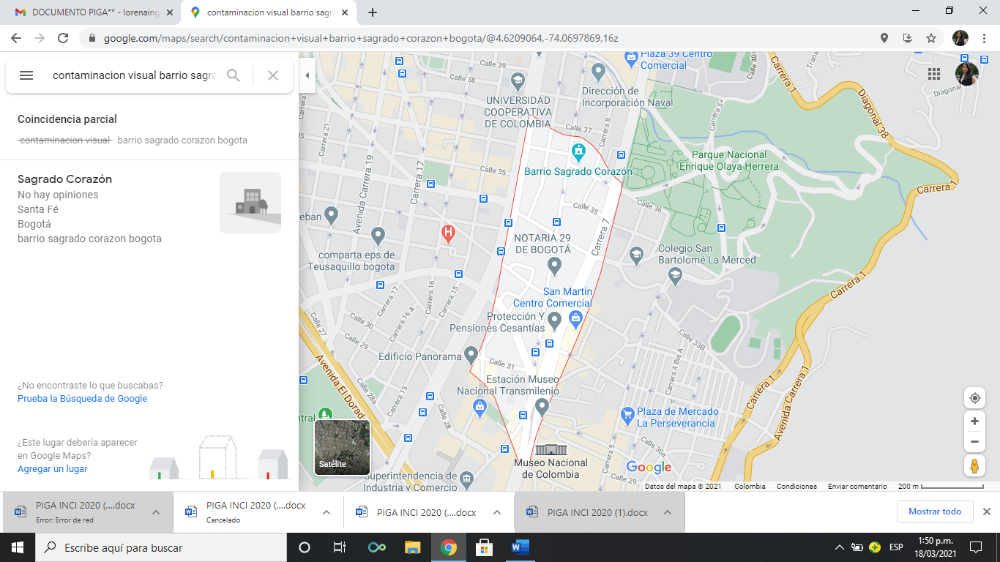 DOCUMENTO PIGA** - lorenaing
contaminacion visual barrio sagra
google.com/maps/search/contaminacion+visual+barrio+sagrado+corazon+bogota/@4.6209064,-74.0697869,16z
contaminacion visual barrio sagra
Coincidencia parcial
contaminacion visual barrio sagrado corazon bogota
Sagrado Corazón
No hay opiniones
Santa Fé
Bogotá
barrio sagrado corazon bogota
¿No encontraste lo que buscabas?
Prueba la Búsqueda de Google
¿Este lugar debería aparecer
en Google Maps?
Agregar un lugar
Calle 39
Calle 38
Plaza 39 Centro
Comercial
Calle 40
Carrera 1
Diagonal 38
Diagonal
UNIVERSIDAD
COOPERATIVA
DE COLOMBIA
Dirección de
Incorporación Naval
Carrera 5
Carrera 8
Calle 37
Carrera 21
Avenida Carrera 19
Carrera 17
Calle 35
Barrio Sagrado Corazón
Parque Nacional
Enrique Olaya Herrera
Carrera 1
Calle 36
Calle 35
eban
NOTARIA 29
DE BOGOTÁ
Carrera 7
comparta eps de
Teusaquillo bogota
Colegio San
Bartolomé La Merced
Carrera 1
Carrera 17
Carrera 16
Carrera 15
San Martín
Centro Comercial
Calle 30
Carrera 16 A
Calle 27
Calle 29
Protección Y
Pensiones Cesantías
Calle 33B
Carrera 4 Bis A
Edificio Panorama
Calle 31
Avenida El Dorado
Calle 28a
Carrera 15
Calle 28
Estación Museo
Nacional Transmilenio
Carrera 1
Avenida Carrera 1
Plaza de Mercado
La Perseverancia
ntral
Satélite
Calle 30a
Museo Nacional
de Colombia
Calle 29
Google
Superintendencia de
Industria y Comercio
Datos del mapa © 2021 Colombia Condiciones Enviar comentario 200 m
PIGA INCI 2020 (....docx
Error: Error de red
PIGA INCI 2020 (....docx
Cancelado
PIGA INCI 2020 (....docx
PIGA INCI 2020 (1).docx
Mostrar todo
Escribe aquí para buscar
ESP
1:50 p.m.
18/03/2021